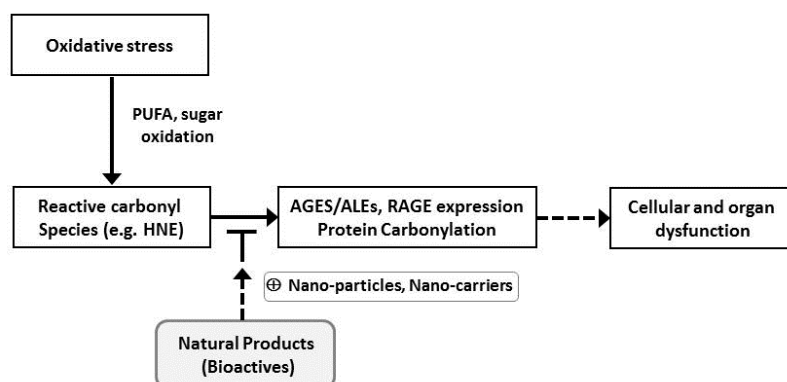 Oxidative stress
PUFA, sugar
oxidation
Reactive carbonyl
Species (e.g. HNE)
AGES/ALEs, RAGE expression
Protein Carbonylation
Cellular and organ
dysfunction
⊕ Nano-particles, Nano-carriers
Natural Products
(Bioactives)